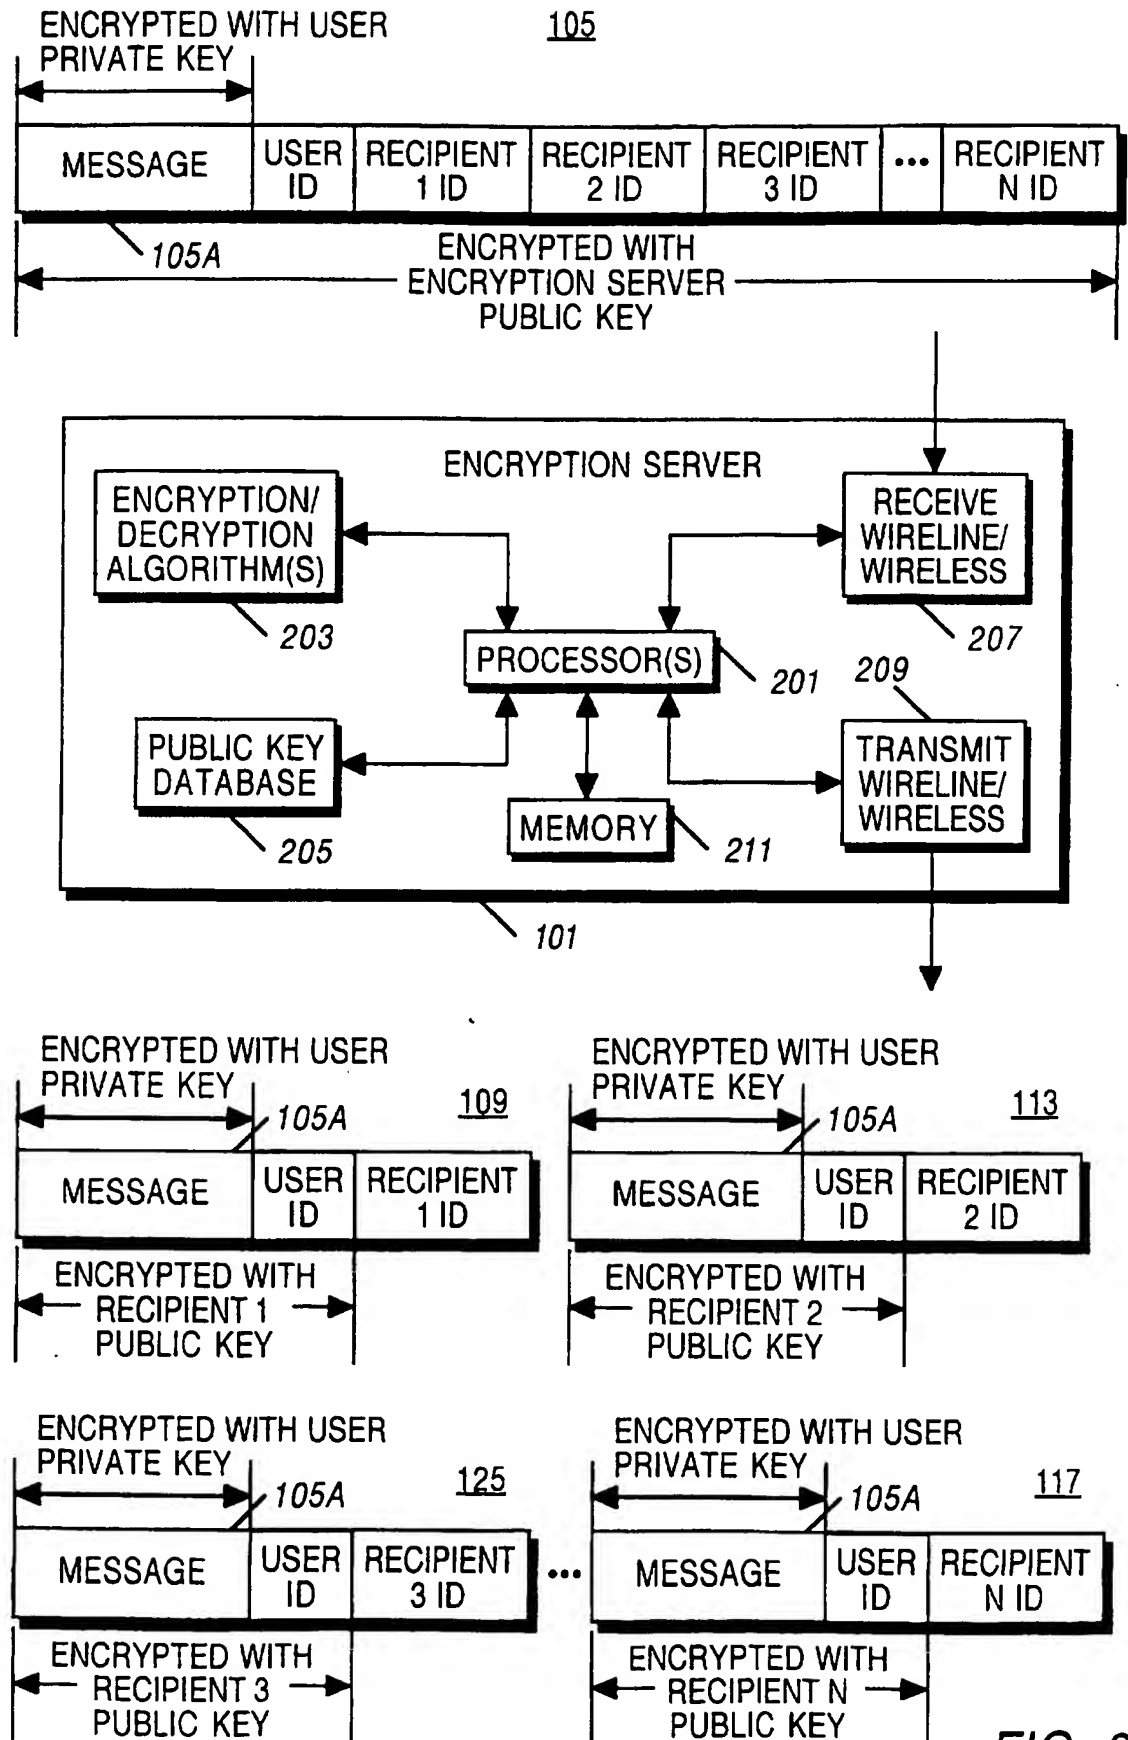 ENCRYPTED WITH USER
PRIVATE KEY
105
MESSAGE
USER
ID
RECIPIENT
1 ID
RECIPIENT
2 ID
RECIPIENT
3 ID
...
RECIPIENT
N ID
105A
ENCRYPTED WITH
ENCRYPTION SERVER
PUBLIC KEY
ENCRYPTION SERVER
ENCRYPTION/
DECRYPTION
ALGORITHM(S)
203
RECEIVE
WIRELINE/
WIRELESS
207
PROCESSOR(S)
201
209
PUBLIC KEY
DATABASE
205
MEMORY
211
TRANSMIT
WIRELINE/
WIRELESS
101
ENCRYPTED WITH USER
PRIVATE KEY
109
105A
MESSAGE
USER
ID
RECIPIENT
1 ID
ENCRYPTED WITH
RECIPIENT 1
PUBLIC KEY
ENCRYPTED WITH USER
PRIVATE KEY
113
105A
MESSAGE
USER
ID
RECIPIENT
2 ID
ENCRYPTED WITH
RECIPIENT 2
PUBLIC KEY
ENCRYPTED WITH USER
PRIVATE KEY
125
105A
MESSAGE
USER
ID
RECIPIENT
3 ID
...
ENCRYPTED WITH
RECIPIENT 3
PUBLIC KEY
ENCRYPTED WITH USER
PRIVATE KEY
117
105A
MESSAGE
USER
ID
RECIPIENT
N ID
ENCRYPTED WITH
RECIPIENT N
PUBLIC KEY
FIG.